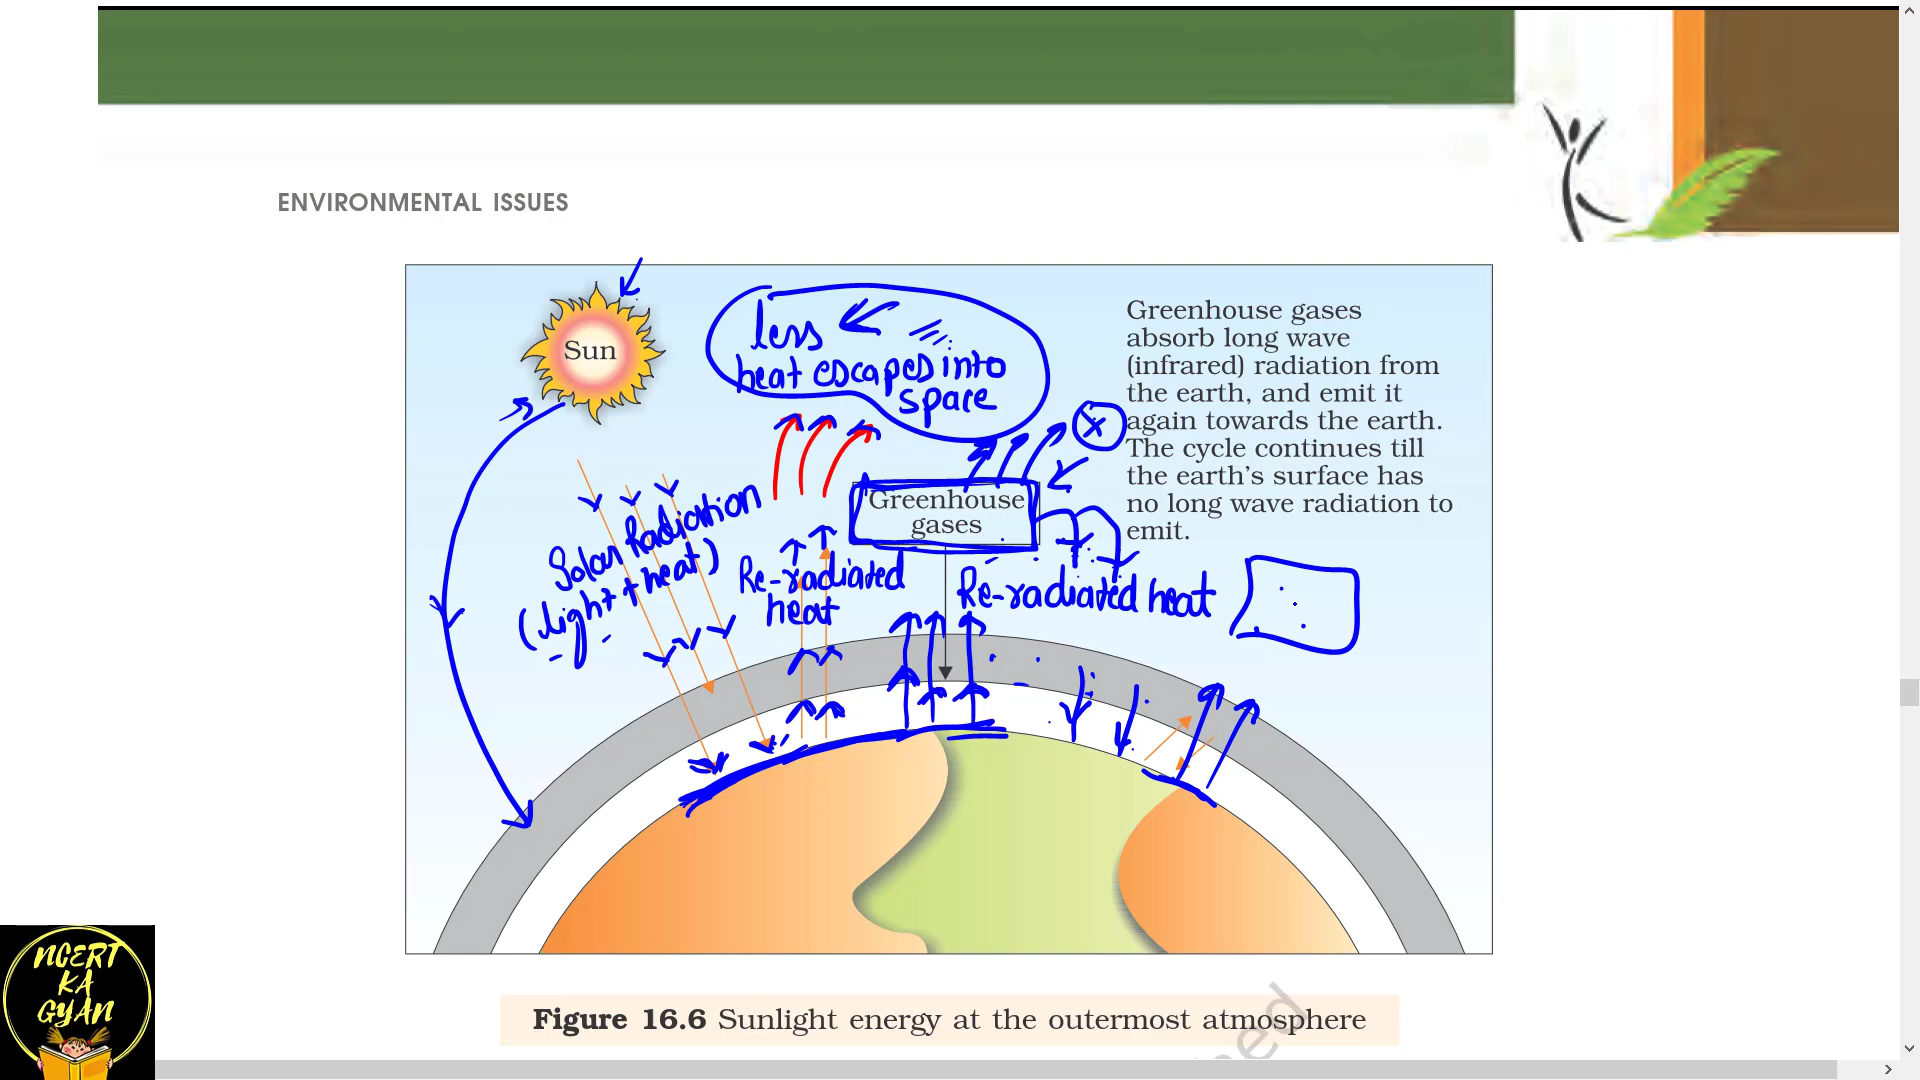 ENVIRONMENTAL ISSUES
Sun
less
heat escaped into
space
Greenhouse gases
absorb long wave
(infrared) radiation from
the earth, and emit it
again towards the earth.
The cycle continues till
the earth's surface has
no long wave radiation to
emit.
Greenhouse
gases
Solar Radiation
(light + heat)
Re-radiated
heat
Re-radiated heat
NCERT
KA
GYAN
Figure 16.6 Sunlight energy at the outermost atmosphere